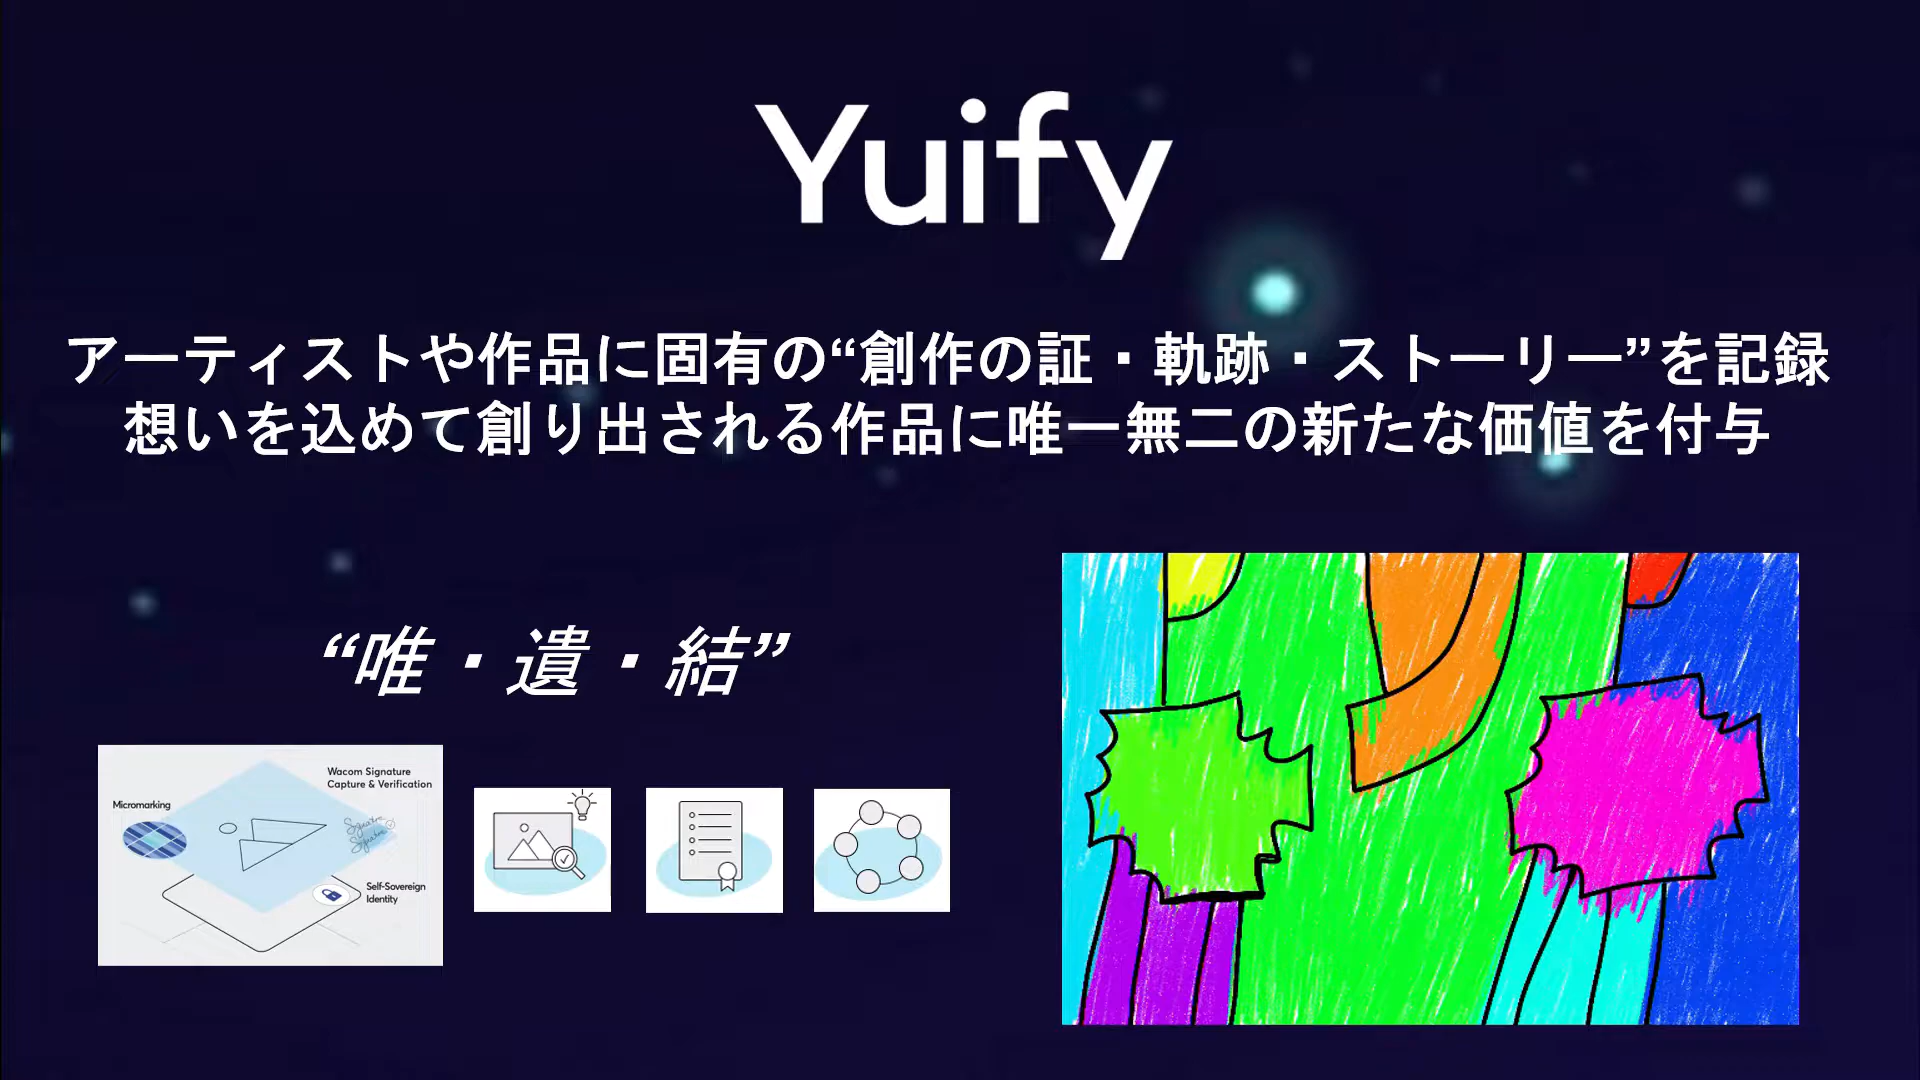 Yuify
アーティストや作品に固有の“創作の証・軌跡・ストーリー”を記録
想いを込めて創り出される作品に唯一無二の新たな価値を付与
“唯・遺・結”
Wacom Signature
Capture & Verification
Micromarking
Signature
Signature
Self-Sovereign
Identity